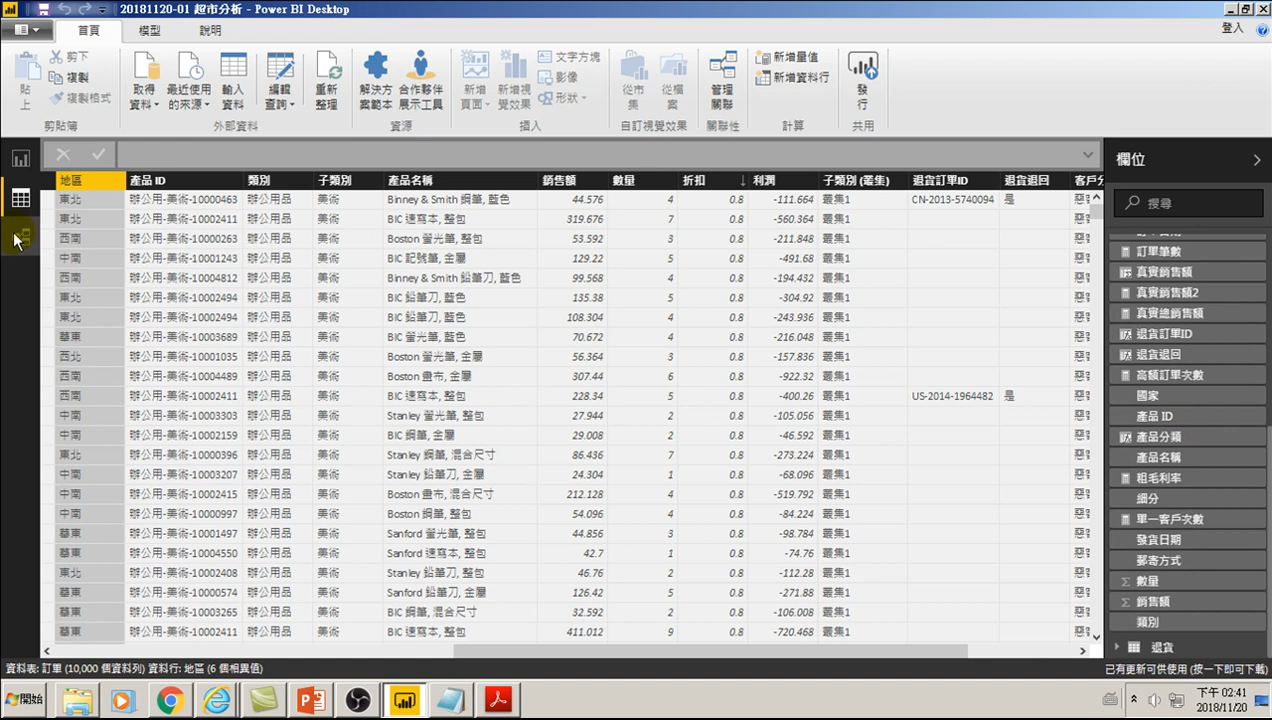 20181120-01 超市分析 - Power BI Desktop
首頁 模型 說明 登入
貼上 剪下 複製 複製格式 剪貼簿
取得資料 最近使用的來源 輸入資料 編輯查詢 重新整理 外部資料
解決方案範本 合作夥伴展示工具 資源
新增頁面 新增視覺效果 文字方塊 影像 形狀 插入
從市集 從檔案 自訂視覺效果
管理關聯 關聯性
新增量值 新增資料行 計算
發行 共用
地區 產品 ID 類別 子類別 產品名稱 銷售額 數量 折扣 利潤 子類別 (叢集) 退貨訂單ID 退貨退回 客戶分
東北 辦公用-美術-10000463 辦公用品 美術 Binney & Smith 鋼筆, 藍色 44.576 4 0.8 -111.664 叢集1 CN-2013-5740094 是
東北 辦公用-美術-10002411 辦公用品 美術 BIC 速寫本, 整包 319.676 7 0.8 -560.364 叢集1
西南 辦公用-美術-10000263 辦公用品 美術 Boston 螢光筆, 整包 53.592 3 0.8 -211.848 叢集1
中南 辦公用-美術-10001243 辦公用品 美術 BIC 記號筆, 金屬 129.22 5 0.8 -491.68 叢集1
西南 辦公用-美術-10004812 辦公用品 美術 Binney & Smith 鉛筆刀, 藍色 99.568 4 0.8 -194.432 叢集1
東北 辦公用-美術-10002494 辦公用品 美術 BIC 鉛筆刀, 藍色 135.38 5 0.8 -304.92 叢集1
東北 辦公用-美術-10002494 辦公用品 美術 BIC 鉛筆刀, 藍色 108.304 4 0.8 -243.936 叢集1
華東 辦公用-美術-10003689 辦公用品 美術 BIC 螢光筆, 藍色 70.672 4 0.8 -216.048 叢集1
西北 辦公用-美術-10001035 辦公用品 美術 Boston 螢光筆, 金屬 56.364 3 0.8 -157.836 叢集1
西南 辦公用-美術-10004489 辦公用品 美術 Boston 畫布, 金屬 307.44 6 0.8 -922.32 叢集1
西南 辦公用-美術-10002411 辦公用品 美術 BIC 速寫本, 整包 228.34 5 0.8 -400.26 叢集1 US-2014-1964482 是
中南 辦公用-美術-10003303 辦公用品 美術 Stanley 螢光筆, 整包 27.944 2 0.8 -105.056 叢集1
中南 辦公用-美術-10002159 辦公用品 美術 BIC 鋼筆, 金屬 29.008 2 0.8 -46.592 叢集1
東北 辦公用-美術-10000396 辦公用品 美術 Stanley 鋼筆, 混合尺寸 86.436 7 0.8 -273.224 叢集1
中南 辦公用-美術-10003207 辦公用品 美術 Stanley 鉛筆刀, 金屬 24.304 1 0.8 -68.096 叢集1
中南 辦公用-美術-10002415 辦公用品 美術 Boston 畫布, 混合尺寸 212.128 4 0.8 -519.792 叢集1
中南 辦公用-美術-10000997 辦公用品 美術 Boston 鋼筆, 整包 54.096 4 0.8 -84.224 叢集1
華東 辦公用-美術-10001497 辦公用品 美術 Sanford 螢光筆, 整包 44.856 3 0.8 -98.784 叢集1
華東 辦公用-美術-10004550 辦公用品 美術 Sanford 速寫本, 整包 42.7 1 0.8 -74.76 叢集1
東北 辦公用-美術-10002408 辦公用品 美術 Stanley 鉛筆刀, 整包 46.76 2 0.8 -112.28 叢集1
華東 辦公用-美術-10000574 辦公用品 美術 Sanford 鉛筆刀, 整包 126.42 5 0.8 -271.88 叢集1
華東 辦公用-美術-10003265 辦公用品 美術 BIC 鋼筆, 混合尺寸 32.592 2 0.8 -106.008 叢集1
華東 辦公用-美術-10002411 辦公用品 美術 BIC 速寫本, 整包 411.012 9 0.8 -720.468 叢集1
欄位
搜尋
訂單筆數
真實銷售額
真實銷售額2
真實總銷售額
退貨訂單ID
退貨退回
高額訂單次數
國家
產品 ID
產品分類
產品名稱
粗毛利率
細分
單一客戶次數
發貨日期
郵寄方式
數量
銷售額
類別
退貨
資料表: 訂單 (10,000 個資料列) 資料行: 地區 (6 個相異值) 已有更新可供使用 (按一下即可下載)
開始 下午 02:41
2018/11/20